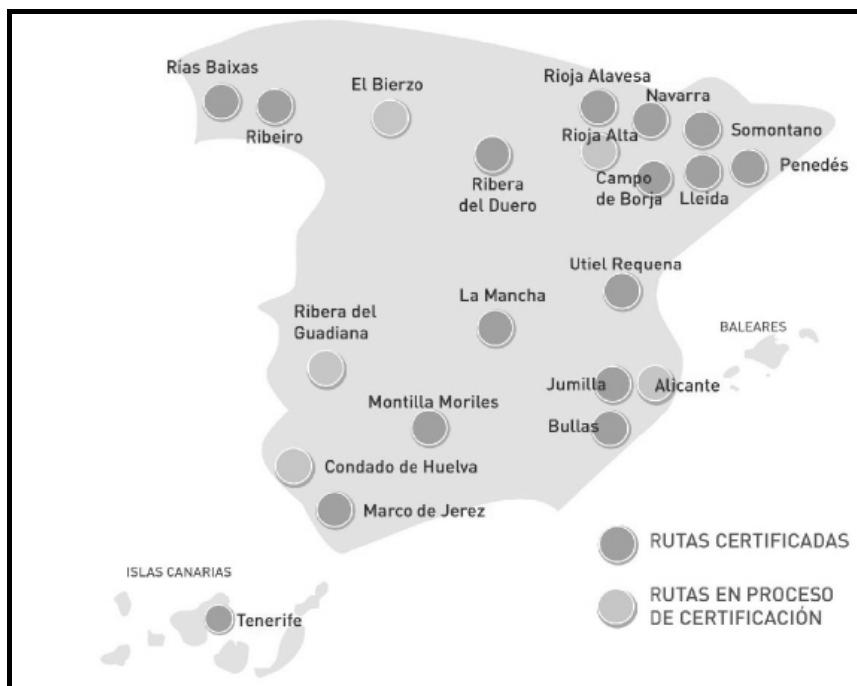 Rías Baixas
Ribeiro
El Bierzo
Rioja Alavesa
Navarra
Rioja Alta
Somontano
Penedés
Ribera
del Duero
Campo
de Borja
Lleida
Utiel Requena
La Mancha
Ribera del
Guadiana
BALEARES
Jumilla
Alicante
Montilla Moriles
Bullas
Condado de Huelva
Marco de Jerez
RUTAS CERTIFICADAS
ISLAS CANARIAS
RUTAS EN PROCESO
DE CERTIFICACIÓN
Tenerife